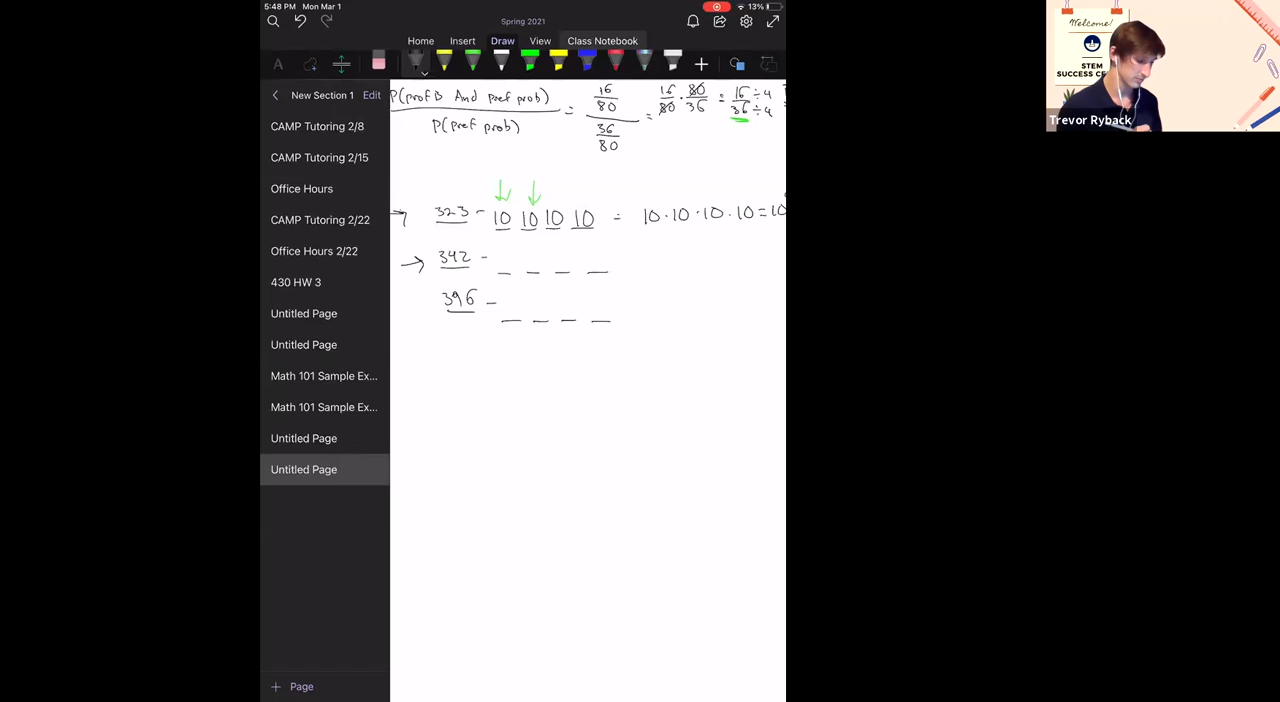 5:48 PM Mon Mar 1
13%
Spring 2021
Home Insert Draw View Class Notebook
New Section 1 Edit
CAMP Tutoring 2/8
CAMP Tutoring 2/15
Office Hours
CAMP Tutoring 2/22
Office Hours 2/22
430 HW 3
Untitled Page
Untitled Page
Math 101 Sample Ex...
Math 101 Sample Ex...
Untitled Page
Untitled Page
+ Page
P(prof B And pref prob) / P(pref prob) = 16/80 / 36/80 = 16/80 · 80/36 = 16÷4 / 36÷4
→ 323 - 10 10 10 10 = 10·10·10·10=10
→ 342 - _ _ _ _
396 - _ _ _ _
Welcome!
STEM
SUCCESS CE
Trevor Ryback